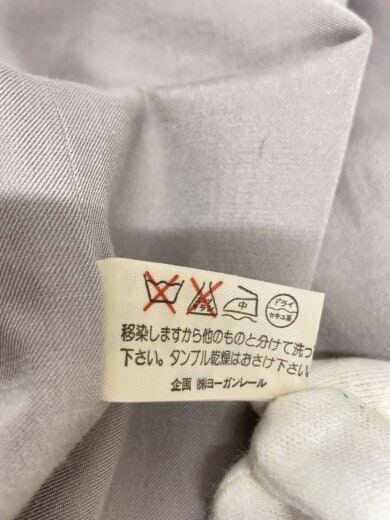 中 ドライ
セキユ系
移染しますから他のものと分けて洗っ
下さい。タンブル乾燥はおさけ下さい。
企画 ㈱ヨーガンレール